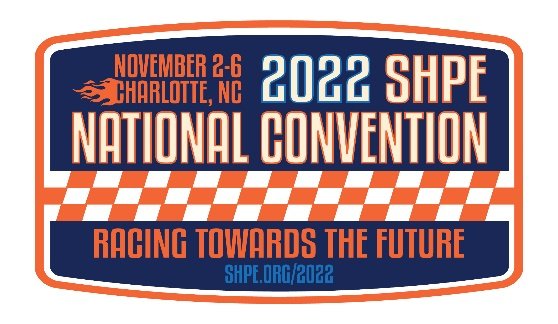 NOVEMBER 2-6
CHARLOTTE, NC
2022 SHPE
NATIONAL CONVENTION
RACING TOWARDS THE FUTURE
SHPE.ORG/2022